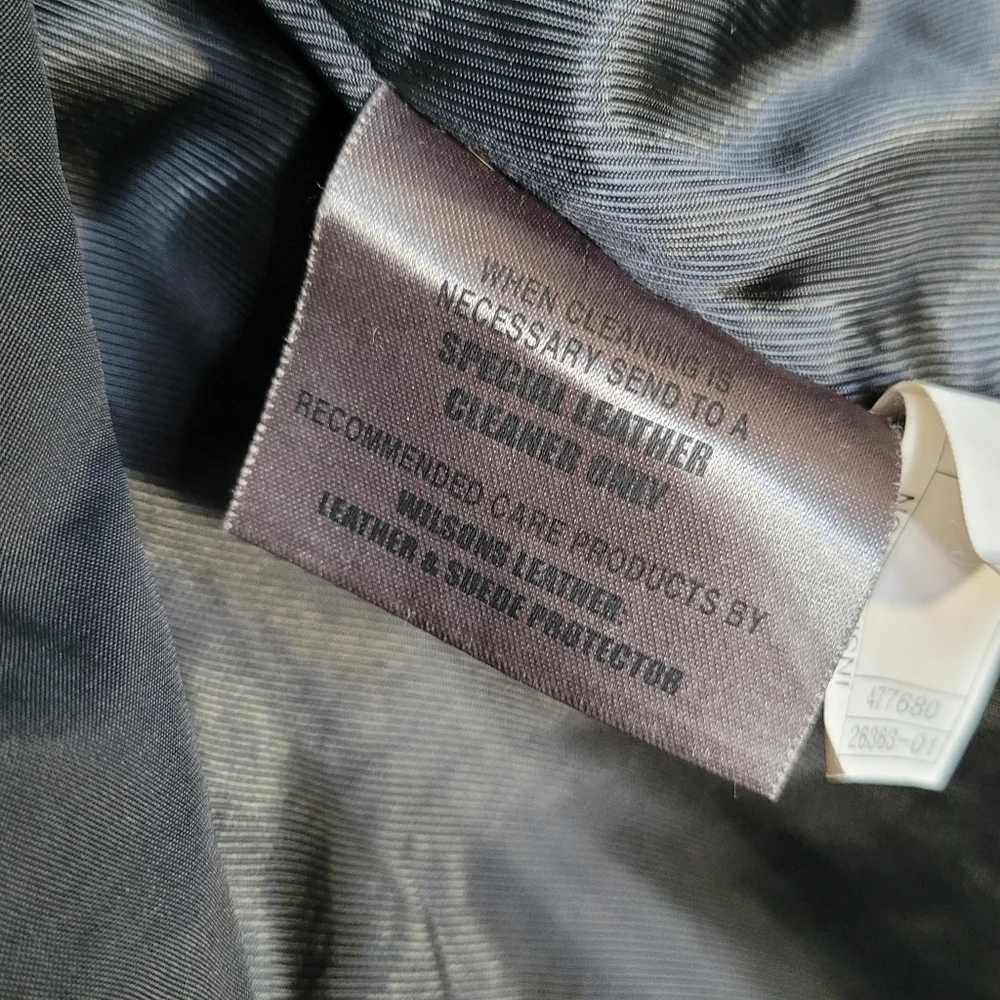 WHEN CLEANING IS
NECESSARY SEND TO A
SPECIAL LEATHER
CLEANER ONLY
RECOMMENDED CARE PRODUCTS BY
WILSONS LEATHER.
LEATHER & SUEDE PROTECTOR
477680
26363-01